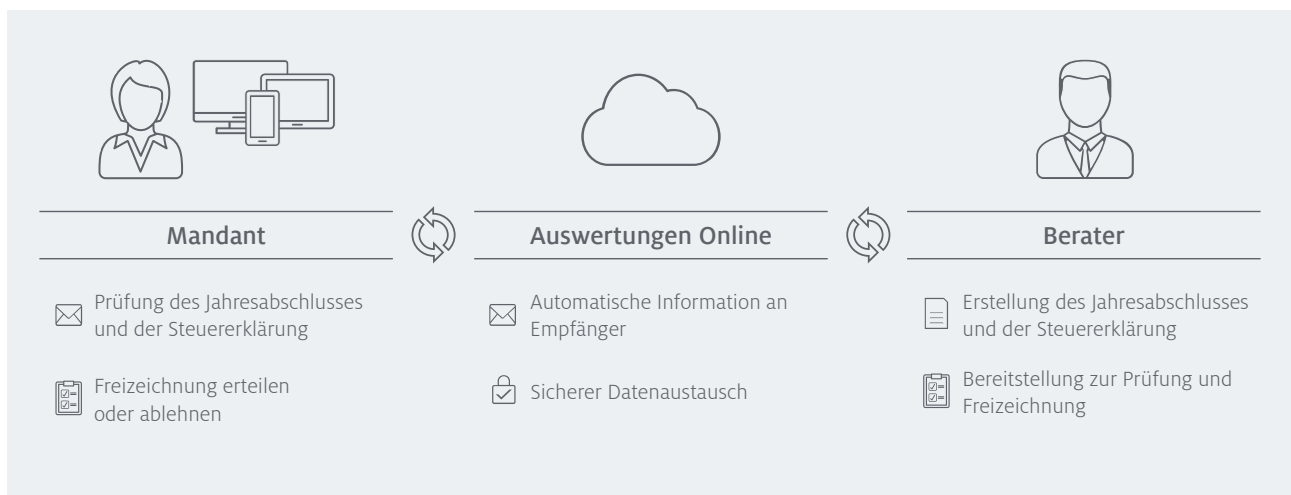 Mandant
Prüfung des Jahresabschlusses
und der Steuererklärung
Freizeichnung erteilen
oder ablehnen
Auswertungen Online
Automatische Information an
Empfänger
Sicherer Datenaustausch
Berater
Erstellung des Jahresabschlusses
und der Steuererklärung
Bereitstellung zur Prüfung und
Freizeichnung